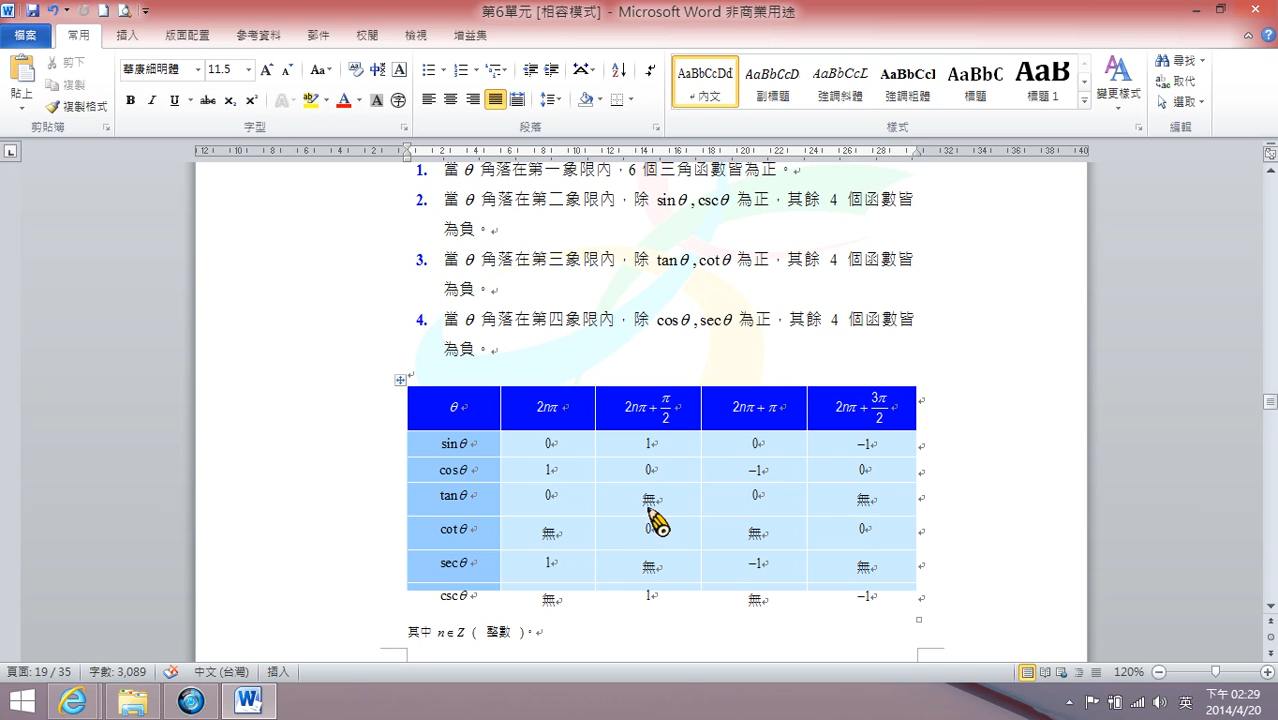 第6單元 [相容模式] - Microsoft Word 非商業用途
檔案 常用 插入 版面配置 參考資料 郵件 校閱 檢視 增益集
貼上 剪下 複製 複製格式 華康細明體 11.5 AaBbCcDd 內文 AaBbCcD 副標題 AaBbCcDd 強調斜體 AaBbCcI 強調粗體 AaBbC 標題 AaB 標題 1 變更樣式 尋找 取代 選取
剪貼簿 字型 段落 樣式 編輯
1. 當 θ 角落在第一象限內，6 個三角函數皆為正。
2. 當 θ 角落在第二象限內，除 sinθ, cscθ 為正，其餘 4 個函數皆
為負。
3. 當 θ 角落在第三象限內，除 tanθ, cotθ 為正，其餘 4 個函數皆
為負。
4. 當 θ 角落在第四象限內，除 cosθ, secθ 為正，其餘 4 個函數皆
為負。
θ 2nπ 2nπ+π/2 2nπ+π 2nπ+3π/2
sinθ 0 1 0 −1
cosθ 1 0 −1 0
tanθ 0 無 0 無
cotθ 無 0 無 0
secθ 1 無 −1 無
cscθ 無 1 無 −1
其中 n∈Z（ 整數 ）。
頁面: 19 / 35 字數: 3,089 中文 (台灣) 插入 120%
英 下午 02:29
2014/4/20